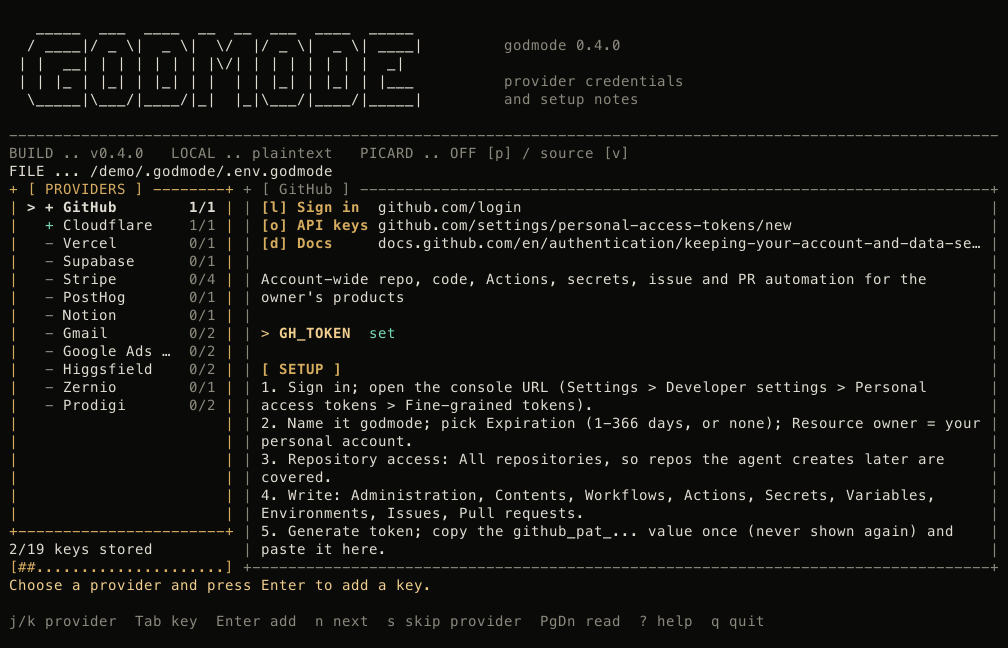 GODMODE
godmode 0.4.0
provider credentials
and setup notes
BUILD .. v0.4.0   LOCAL .. plaintext   PICARD .. OFF [p] / source [v]
FILE ... /demo/.godmode/.env.godmode
[ PROVIDERS ]
> + GitHub 1/1
+ Cloudflare 1/1
− Vercel 0/1
− Supabase 0/1
− Stripe 0/4
− PostHog 0/1
− Notion 0/1
− Gmail 0/2
− Google Ads … 0/2
− Higgsfield 0/2
− Zernio 0/1
− Prodigi 0/2
2/19 keys stored
[##.....................]
[ GitHub ]
[l] Sign in  github.com/login
[o] API keys github.com/settings/personal-access-tokens/new
[d] Docs     docs.github.com/en/authentication/keeping-your-account-and-data-se…
Account-wide repo, code, Actions, secrets, issue and PR automation for the
owner's products
> GH_TOKEN  set
[ SETUP ]
1. Sign in; open the console URL (Settings > Developer settings > Personal
access tokens > Fine-grained tokens).
2. Name it godmode; pick Expiration (1-366 days, or none); Resource owner = your
personal account.
3. Repository access: All repositories, so repos the agent creates later are
covered.
4. Write: Administration, Contents, Workflows, Actions, Secrets, Variables,
Environments, Issues, Pull requests.
5. Generate token; copy the github_pat_... value once (never shown again) and
paste it here.
Choose a provider and press Enter to add a key.
j/k provider  Tab key  Enter add  n next  s skip provider  PgDn read  ? help  q quit